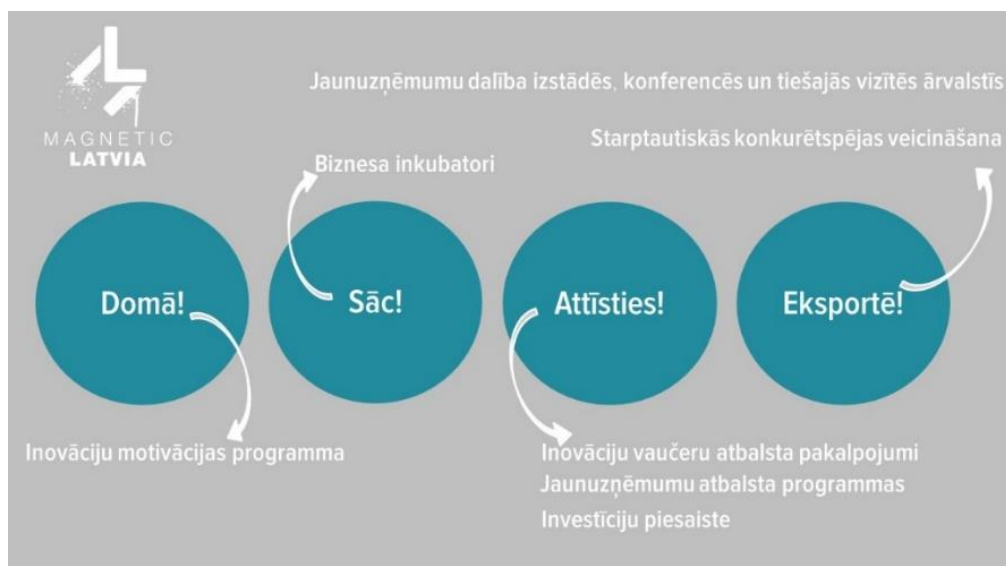 MAGNETIC
LATVIA
Jaunuzņēmumu dalība izstādēs, konferencēs un tiešajās vizītēs ārvalstīs
Starptautiskās konkurētspējas veicināšana
Biznesa inkubatori
Domā!
Sāc!
Attīsties!
Eksportē!
Inovāciju motivācijas programma
Inovāciju vaučeru atbalsta pakalpojumi
Jaunuzņēmumu atbalsta programmas
Investīciju piesaiste